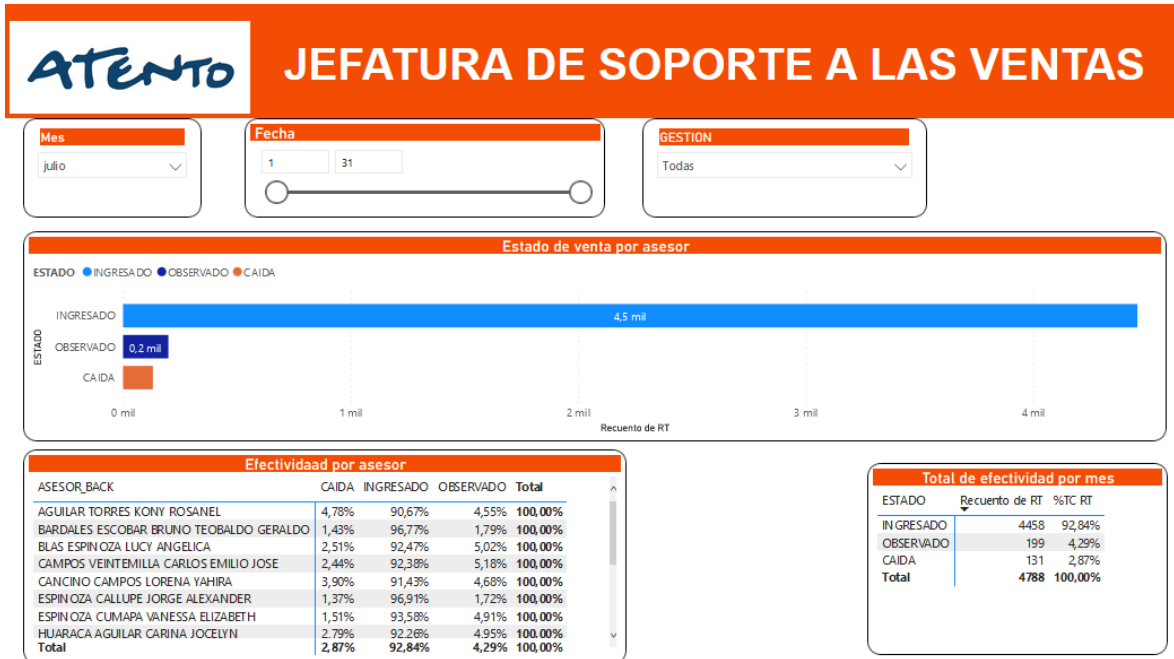 ATENTO
JEFATURA DE SOPORTE A LAS VENTAS
Mes
julio
Fecha
1 31
GESTION
Todas
Estado de venta por asesor
ESTADO INGRESADO OBSERVADO CAIDA
ESTADO
INGRESADO 4,5 mil
OBSERVADO 0,2 mil
CAIDA
0 mil 1 mil 2 mil 3 mil 4 mil
Recuento de RT
Efectividaad por asesor
ASESOR_BACK CAIDA INGRESADO OBSERVADO Total
AGUILAR TORRES KONY ROSANEL 4,78% 90,67% 4,55% 100,00%
BARDALES ESCOBAR BRUNO TEOBALDO GERALDO 1,43% 96,77% 1,79% 100,00%
BLAS ESPINOZA LUCY ANGELICA 2,51% 92,47% 5,02% 100,00%
CAMPOS VEINTEMILLA CARLOS EMILIO JOSE 2,44% 92,38% 5,18% 100,00%
CANCINO CAMPOS LORENA YAHIRA 3,90% 91,43% 4,68% 100,00%
ESPINOZA CALLUPE JORGE ALEXANDER 1,37% 96,91% 1,72% 100,00%
ESPINOZA CUMAPA VANESSA ELIZABETH 1,51% 93,58% 4,91% 100,00%
HUARACA AGUILAR CARINA JOCELYN 2,79% 92,26% 4,95% 100,00%
Total 2,87% 92,84% 4,29% 100,00%
Total de efectividad por mes
ESTADO Recuento de RT %TC RT
INGRESADO 4458 92,84%
OBSERVADO 199 4,29%
CAIDA 131 2,87%
Total 4788 100,00%